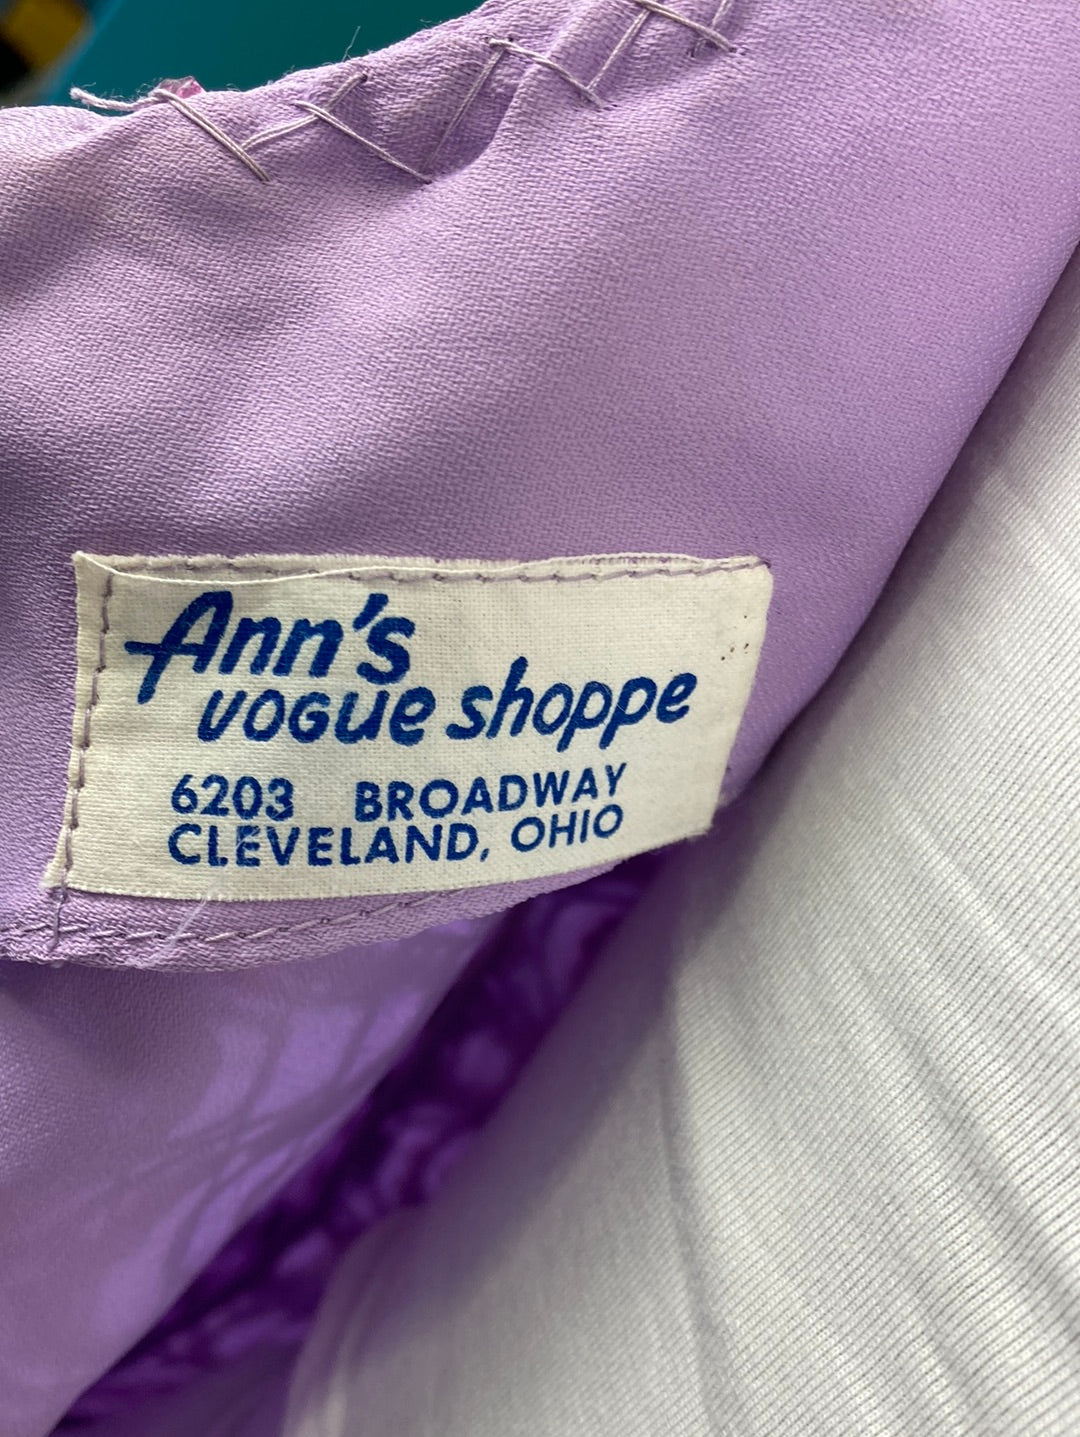 Ann's
VOGUE shoppe
6203 BROADWAY
CLEVELAND, OHIO